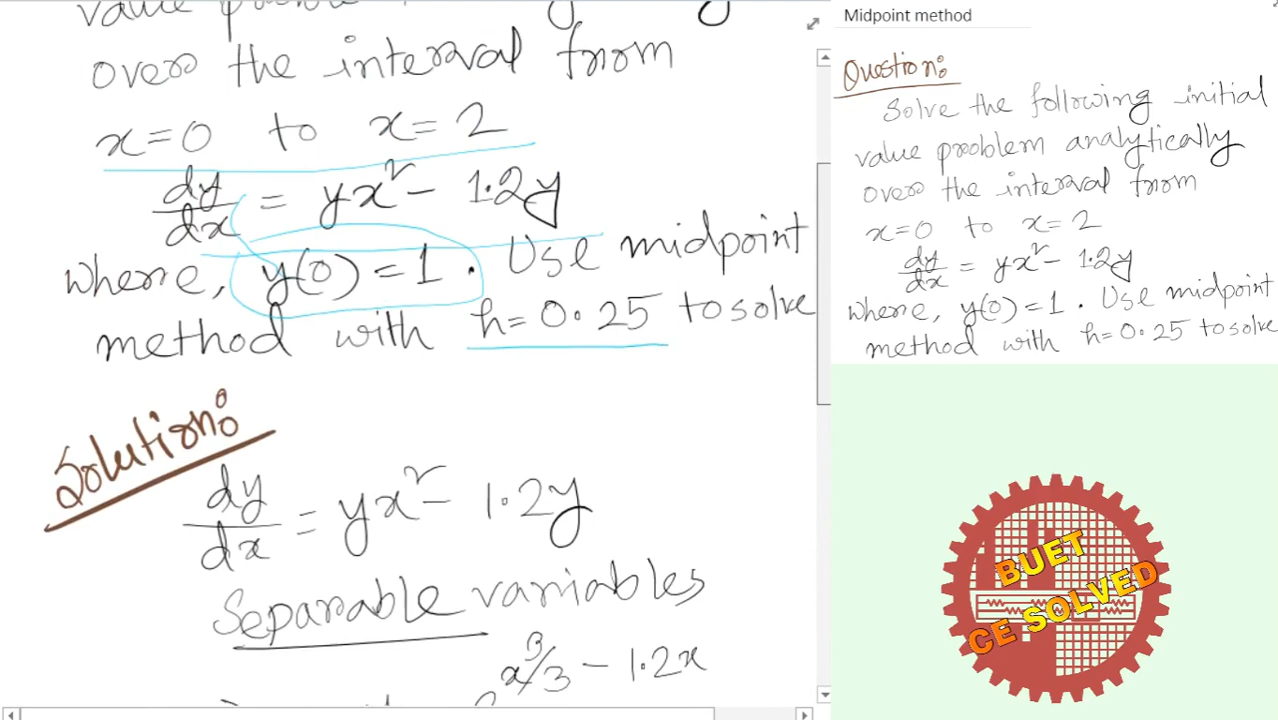 value
over the interval from
x=0 to x=2
dy/dx = yx² - 1.2y
where, y(0) = 1. Use midpoint
method with h=0.25 to solve
Solution:
dy/dx = yx² - 1.2y
Separable variables
x³/3 - 1.2x
Midpoint method
Question:
Solve the following initial
value problem analytically
over the interval from
x=0 to x=2
dy/dx = yx² - 1.2y
where, y(0) = 1. Use midpoint
method with h=0.25 to solve
BUET
CE SOLVED